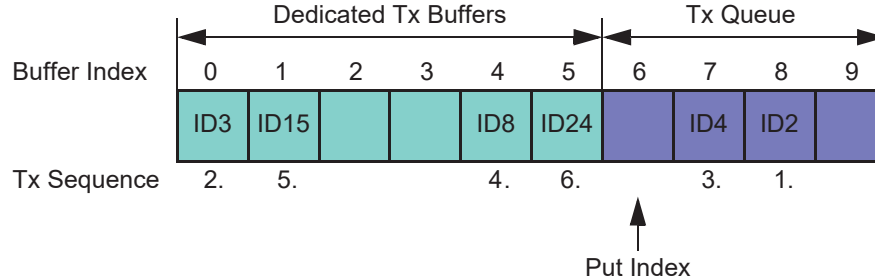 Dedicated Tx Buffers Tx Queue
Buffer Index 0 1 2 3 4 5 6 7 8 9
ID3 ID15 ID8 ID24 ID4 ID2
Tx Sequence 2. 5. 4. 6. 3. 1.
Put Index